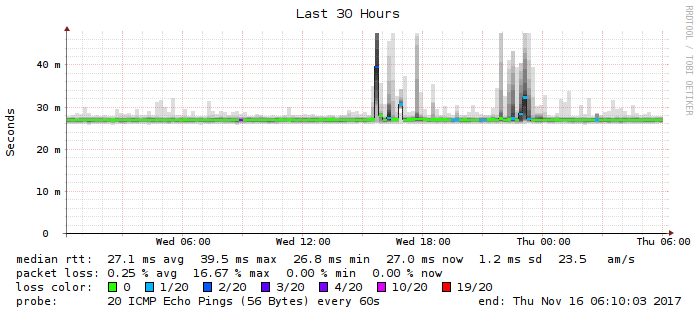 Last 30 Hours
RRDTOOL / TOBI OETIKER
Seconds
40 m
30 m
20 m
10 m
0
Wed 06:00 Wed 12:00 Wed 18:00 Thu 00:00 Thu 06:00
median rtt: 27.1 ms avg 39.5 ms max 26.8 ms min 27.0 ms now 1.2 ms sd 23.5 am/s
packet loss: 0.25 % avg 16.67 % max 0.00 % min 0.00 % now
loss color: 0 1/20 2/20 3/20 4/20 10/20 19/20
probe: 20 ICMP Echo Pings (56 Bytes) every 60s end: Thu Nov 16 06:10:03 2017